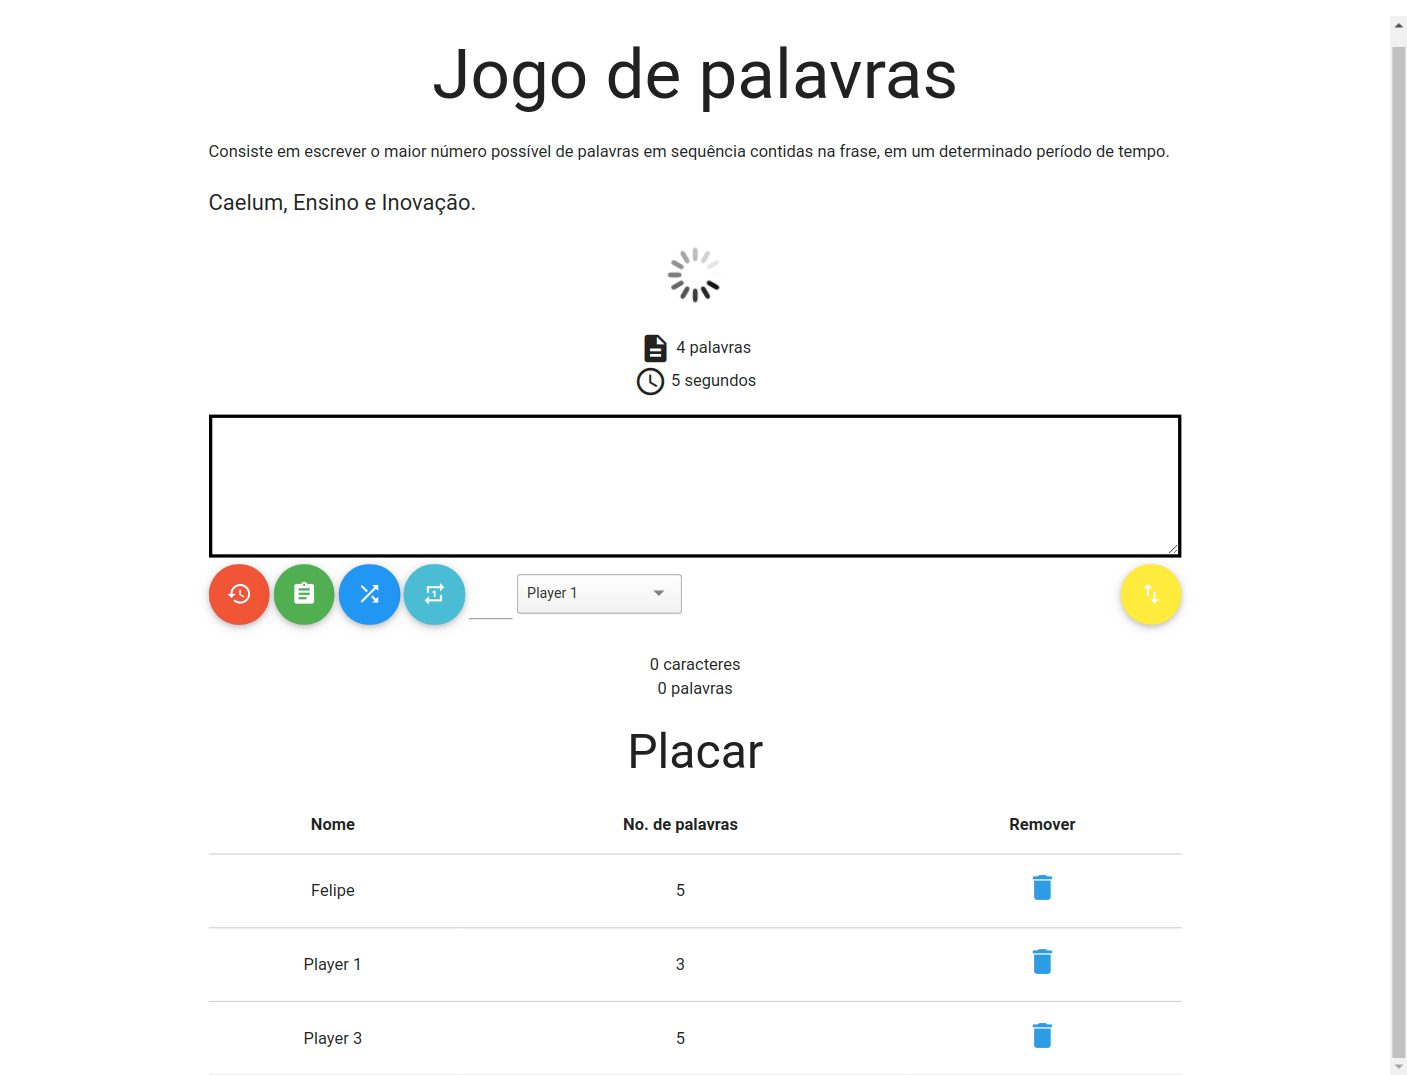 Jogo de palavras
Consiste em escrever o maior número possível de palavras em sequência contidas na frase, em um determinado período de tempo.
Caelum, Ensino e Inovação.
4 palavras
5 segundos
1 Player 1
0 caracteres
0 palavras
Placar
Nome No. de palavras Remover
Felipe 5
Player 1 3
Player 3 5